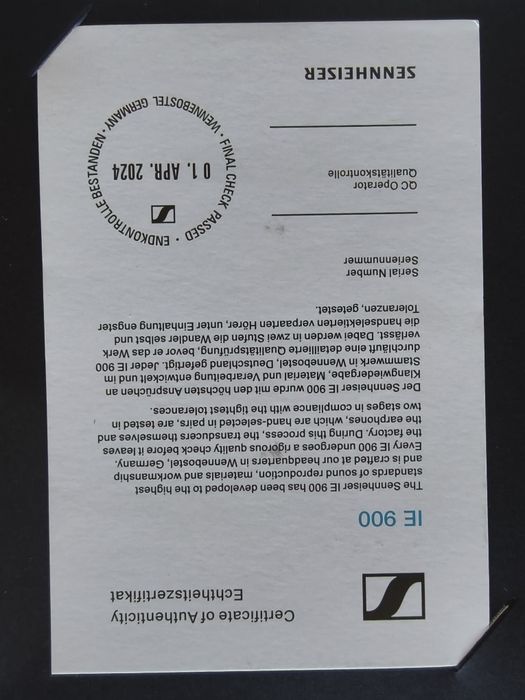 Certificate of Authenticity
Echtheitszertifikat
IE 900
The Sennheiser IE 900 has been developed to the highest
standards of sound reproduction, materials and workmanship
and is crafted at our headquarters in Wennebostel, Germany.
Every IE 900 undergoes a rigorous quality check before it leaves
the factory. During this process, the transducers themselves and
the earphones, which are hand-selected in pairs, are tested in
two stages in compliance with the tightest tolerances.
Der Sennheiser IE 900 wurde mit den höchsten Ansprüchen an
Klangwiedergabe, Material und Verarbeitung entwickelt und im
Stammwerk in Wennebostel, Deutschland gefertigt. Jeder IE 900
durchläuft eine detaillierte Qualitätsprüfung, bevor er das Werk
verlässt. Dabei werden in zwei Stufen die Wandler selbst und
die handselektierten verpaarten Hörer, unter Einhaltung engster
Toleranzen, getestet.
Serial Number
Seriennummer
QC Operator
Qualitätskontrolle
ENDKONTROLLE BESTANDEN · WENNEBOSTEL GERMANY · FINAL CHECK PASSED ·
01. APR. 2024
SENNHEISER